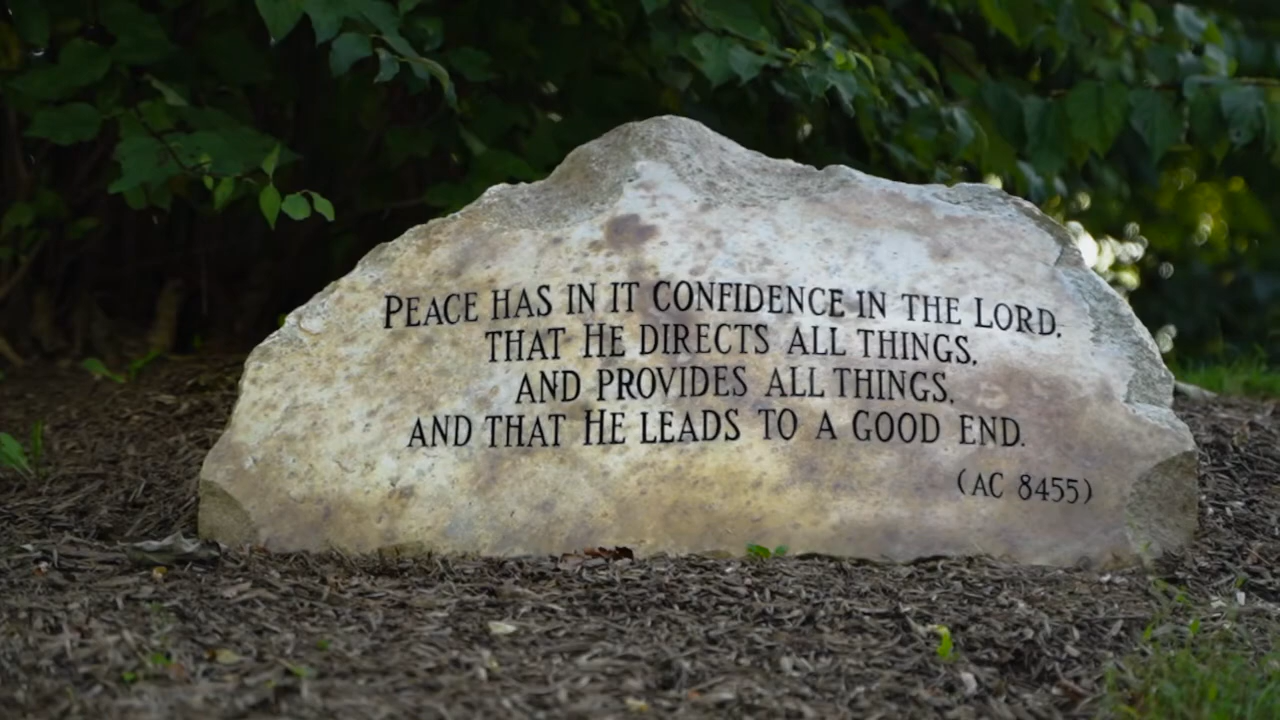 PEACE HAS IN IT CONFIDENCE IN THE LORD,
THAT HE DIRECTS ALL THINGS,
AND PROVIDES ALL THINGS,
AND THAT HE LEADS TO A GOOD END.
(AC 8455)